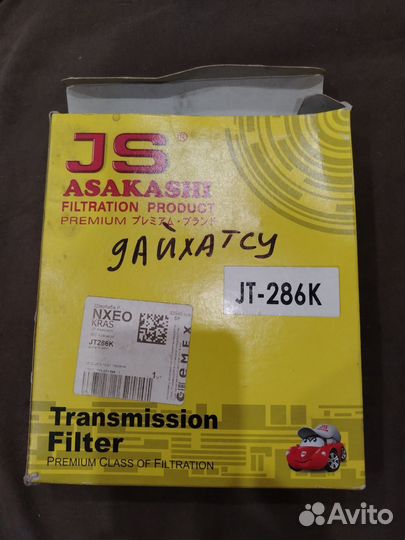 JS®
ASAKASHI
FILTRATION PRODUCT
PREMIUM プレミアム・ブランド
ДАЙХАТСУ
JT-286K
NXEO
KRAS
JT286K
1
EMEX
Transmission
Filter
PREMIUM CLASS OF FILTRATION
Avito